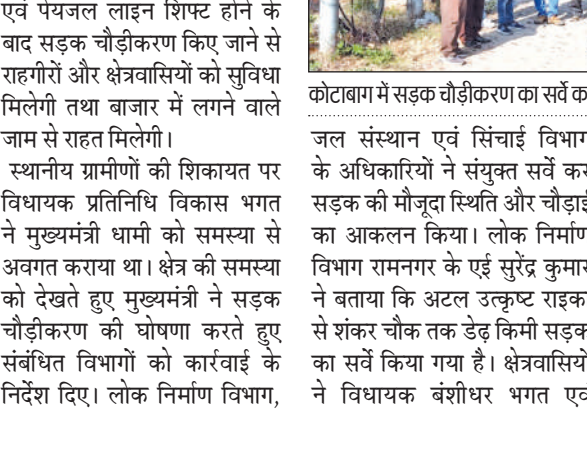 एवं पेयजल लाइन शिफ्ट होने के
बाद सड़क चौड़ीकरण किए जाने से
राहगीरों और क्षेत्रवासियों को सुविधा
मिलेगी तथा बाजार में लगने वाले
जाम से राहत मिलेगी।
स्थानीय ग्रामीणों की शिकायत पर
विधायक प्रतिनिधि विकास भगत
ने मुख्यमंत्री धामी को समस्या से
अवगत कराया था। क्षेत्र की समस्या
को देखते हुए मुख्यमंत्री ने सड़क
चौड़ीकरण की घोषणा करते हुए
संबंधित विभागों को कार्रवाई के
निर्देश दिए। लोक निर्माण विभाग,
कोटाबाग में सड़क चौड़ीकरण का सर्वे क
जल संस्थान एवं सिंचाई विभाग
के अधिकारियों ने संयुक्त सर्वे कर
सड़क की मौजूदा स्थिति और चौड़ाई
का आकलन किया। लोक निर्माण
विभाग रामनगर के एई सुरेंद्र कुमार
ने बताया कि अटल उत्कृष्ट राइका
से शंकर चौक तक डेढ़ किमी सड़क
का सर्वे किया गया है। क्षेत्रवासियों
ने विधायक बंशीधर भगत एवं